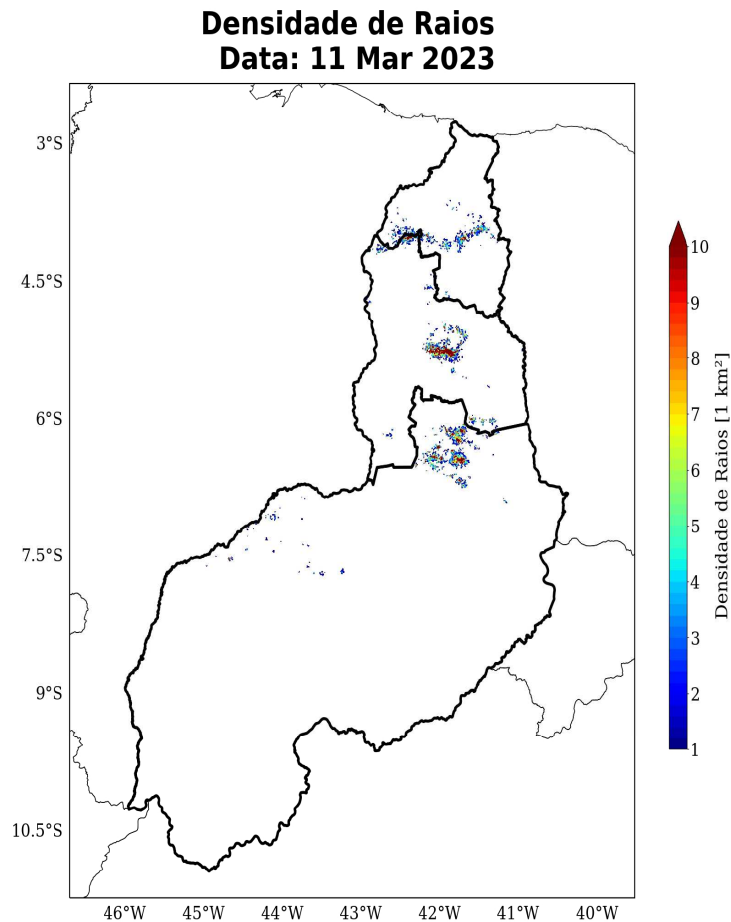 Densidade de Raios
Data: 11 Mar 2023
3°S
4.5°S
6°S
7.5°S
9°S
10.5°S
46°W 45°W 44°W 43°W 42°W 41°W 40°W
10
9
8
7
6
5
4
3
2
1
Densidade de Raios [1 km²]